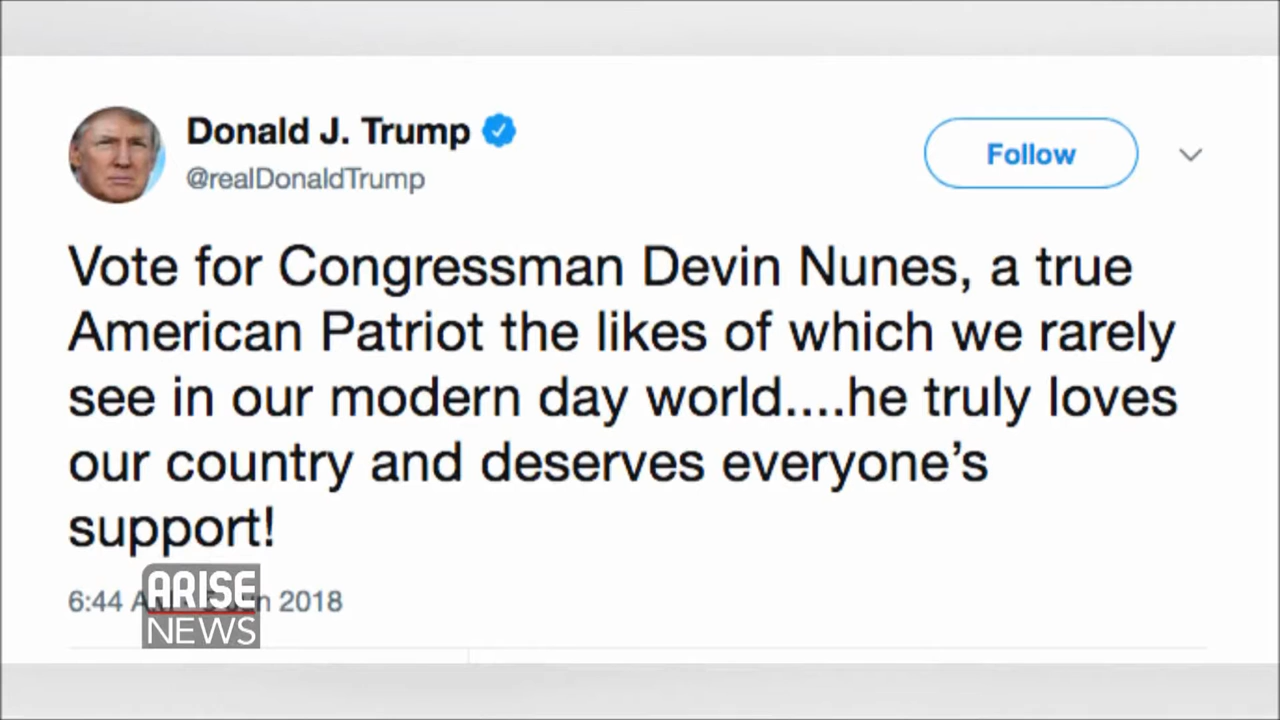 Donald J. Trump
@realDonaldTrump
Follow
Vote for Congressman Devin Nunes, a true
American Patriot the likes of which we rarely
see in our modern day world....he truly loves
our country and deserves everyone’s
support!
6:44 2018
ARISE
NEWS